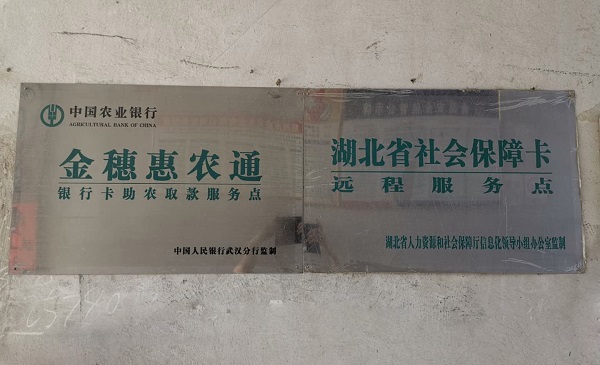 中国农业银行
AGRICULTURAL BANK OF CHINA
金穗惠农通
银行卡助农取款服务点
中国人民银行武汉分行监制
湖北省社会保障卡
远程服务点
湖北省人力资源和社会保障厅信息化领导小组办公室监制